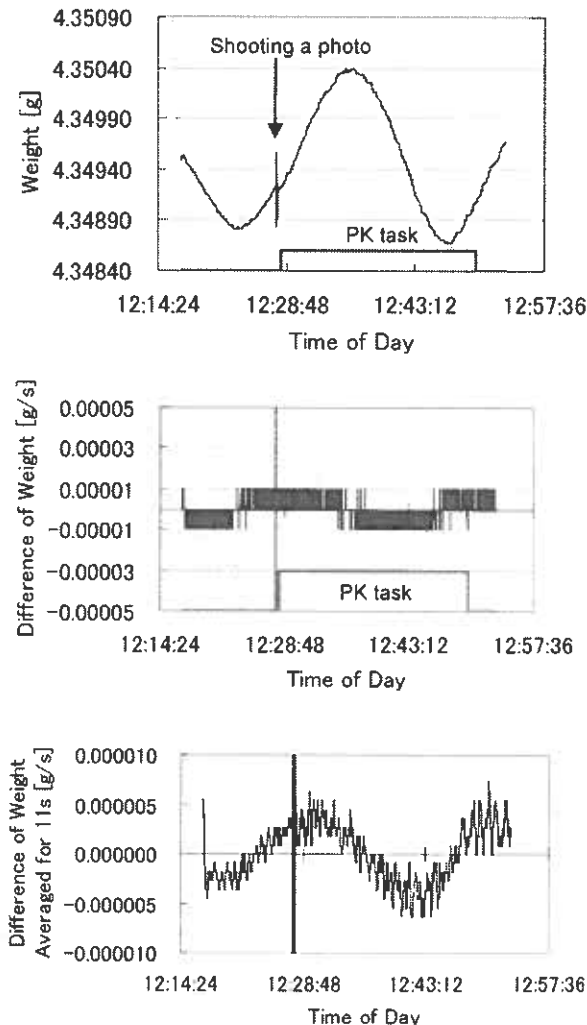 4.35090
Shooting a photo
4.35040
4.34990
4.34940
4.34890
4.34840
Weight [g]
PK task
12:14:24 12:28:48 12:43:12 12:57:36
Time of Day
0.00005
0.00003
0.00001
-0.00001
-0.00003
-0.00005
Difference of Weight [g/s]
PK task
12:14:24 12:28:48 12:43:12 12:57:36
Time of Day
0.000010
0.000005
0.000000
-0.000005
-0.000010
Difference of Weight
Averaged for 11s [g/s]
12:14:24 12:28:48 12:43:12 12:57:36
Time of Day